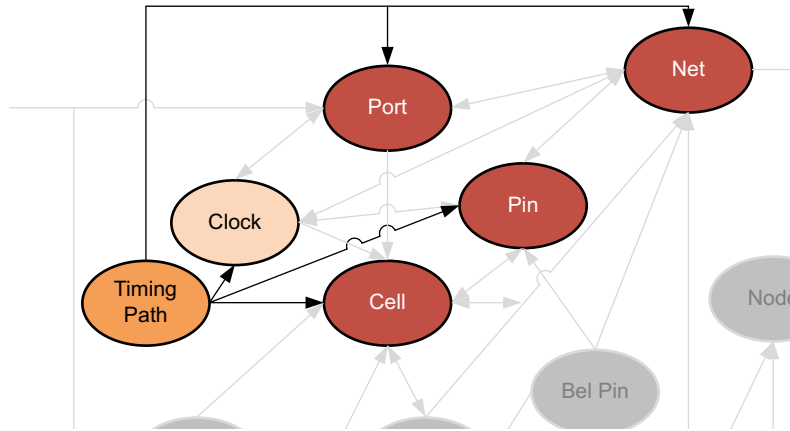 Net
Port
Pin
Clock
Timing
Path
Cell
Node
Bel Pin